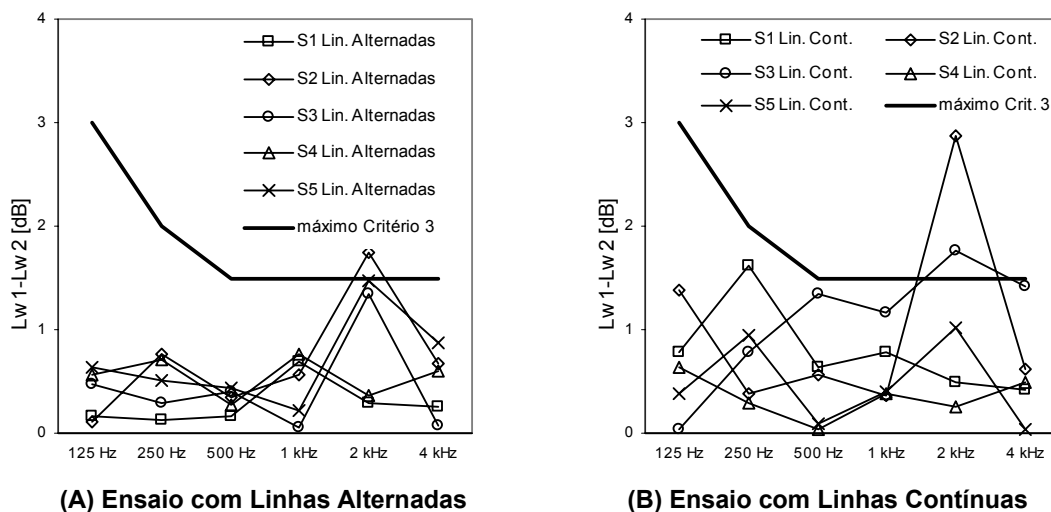 4
3
2
1
0
Lw 1-Lw 2 [dB]
S1 Lin. Alternadas
S2 Lin. Alternadas
S3 Lin. Alternadas
S4 Lin. Alternadas
S5 Lin. Alternadas
máximo Critério 3
125 Hz 250 Hz 500 Hz 1 kHz 2 kHz 4 kHz
(A) Ensaio com Linhas Alternadas
4
3
2
1
0
Lw 1-Lw 2 [dB]
S1 Lin. Cont. S2 Lin. Cont.
S3 Lin. Cont. S4 Lin. Cont.
S5 Lin. Cont. máximo Crit. 3
125 Hz 250 Hz 500 Hz 1 kHz 2 kHz 4 kHz
(B) Ensaio com Linhas Contínuas